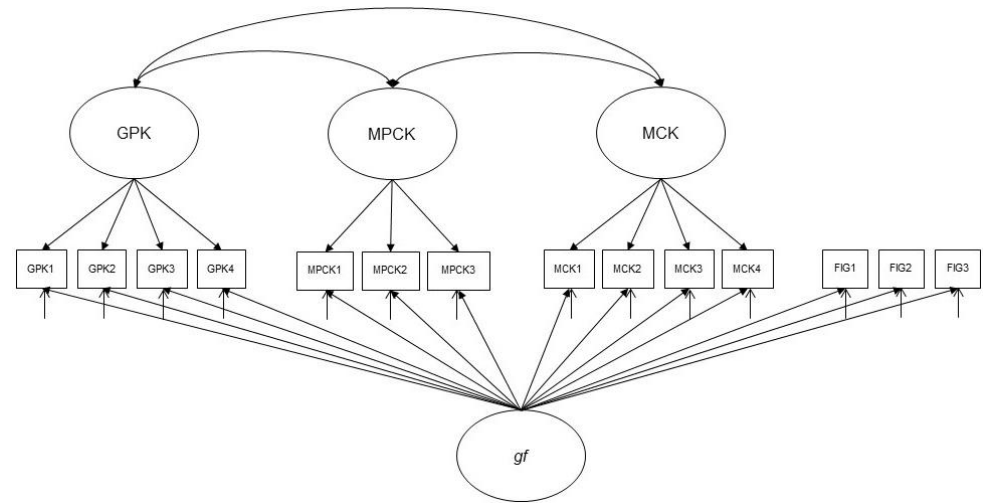 GPK
MPCK
MCK
GPK1
GPK2
GPK3
GPK4
MPCK1
MPCK2
MPCK3
MCK1
MCK2
MCK3
MCK4
FIG1
FIG2
FIG3
gf